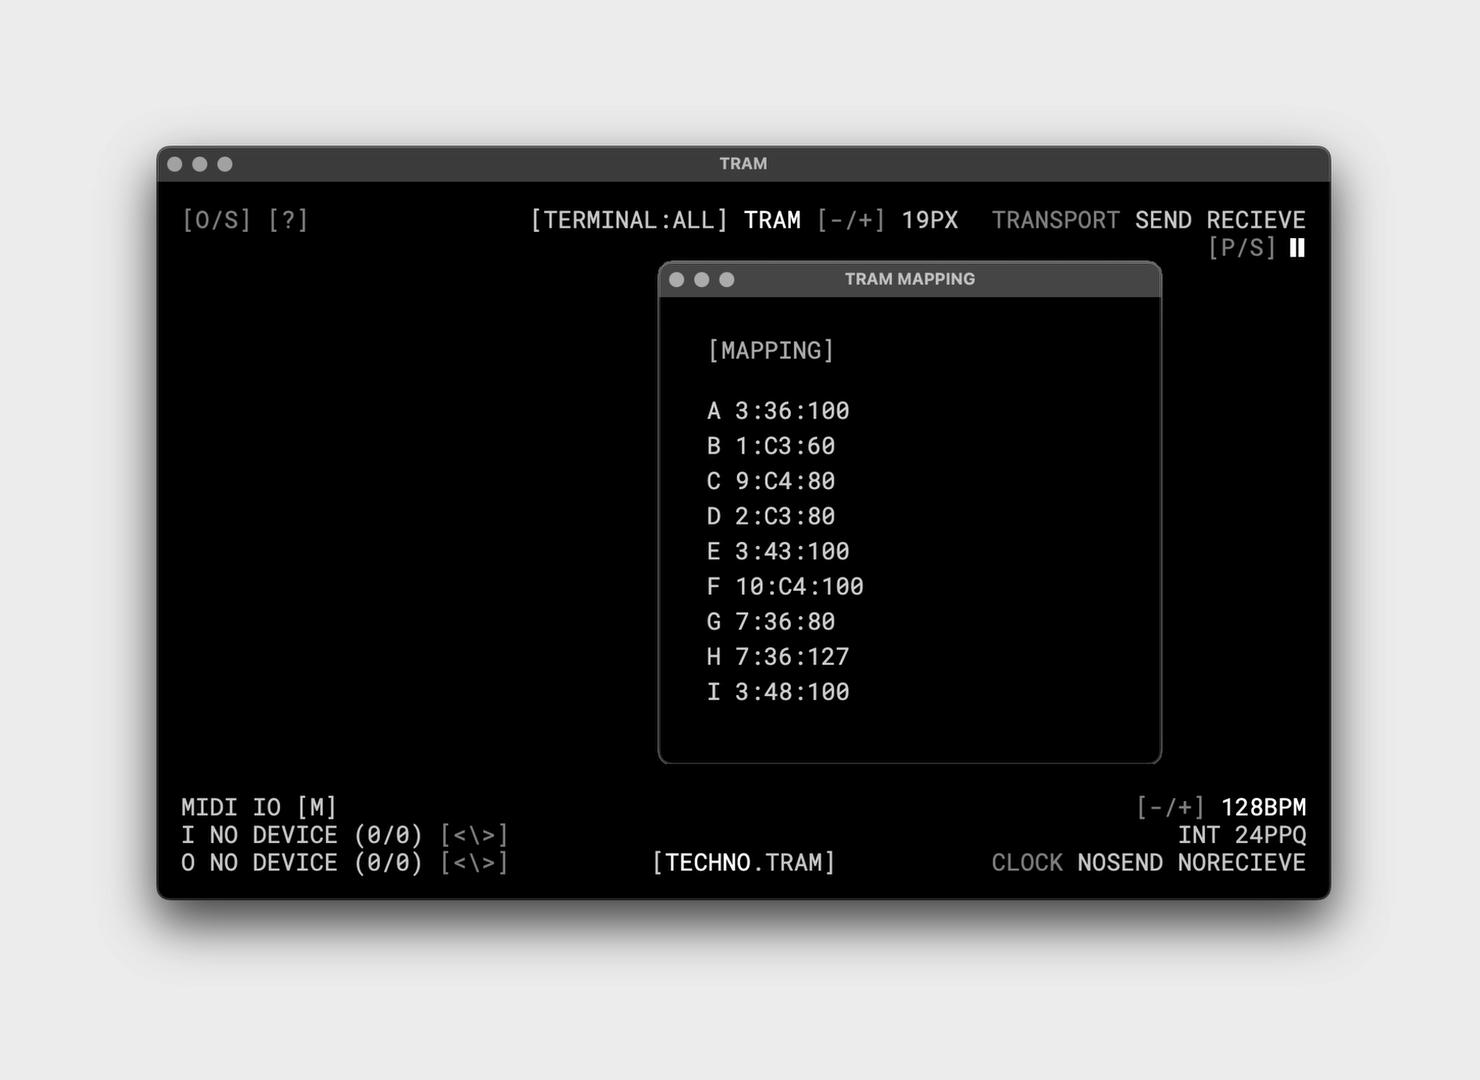 TRAM
[O/S] [?]
[TERMINAL:ALL] TRAM [-/+] 19PX
TRANSPORT SEND RECIEVE
[P/S]
TRAM MAPPING
[MAPPING]
A 3:36:100
B 1:C3:60
C 9:C4:80
D 2:C3:80
E 3:43:100
F 10:C4:100
G 7:36:80
H 7:36:127
I 3:48:100
MIDI IO [M]
I NO DEVICE (0/0) [<\>]
O NO DEVICE (0/0) [<\>]
[TECHNO.TRAM]
[-/+] 128BPM
INT 24PPQ
CLOCK NOSEND NORECIEVE